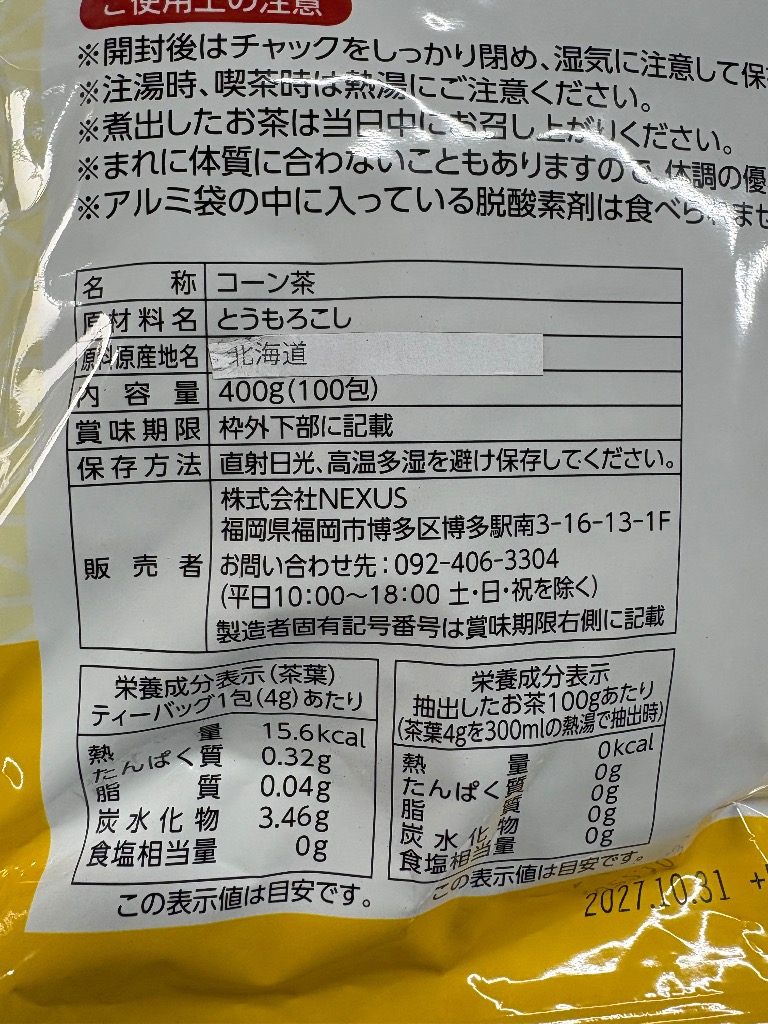 ご使用上の注意
※開封後はチャックをしっかり閉め、湿気に注意して保
※注湯時、喫茶時は熱湯にご注意ください。
※煮出したお茶は当日中にお召し上がりください。
※まれに体質に合わないこともありますので、体調の優
※アルミ袋の中に入っている脱酸素剤は食べられませ
名 称 コーン茶
原材料名 とうもろこし
原料原産地名 北海道
内容量 400g(100包)
賞味期限 枠外下部に記載
保存方法 直射日光、高温多湿を避け保存してください。
販売者 株式会社NEXUS
福岡県福岡市博多区博多駅南3-16-13-1F
お問い合わせ先:092-406-3304
(平日10:00〜18:00 土・日・祝を除く)
製造者固有記号番号は賞味期限右側に記載
栄養成分表示(茶葉)
ティーバッグ1包(4g)あたり
熱量 15.6kcal
たんぱく質 0.32g
脂質 0.04g
炭水化物 3.46g
食塩相当量 0g
この表示値は目安です。
栄養成分表示
抽出したお茶100gあたり
(茶葉4gを300mlの熱湯で抽出時)
熱量 0kcal
たんぱく質 0g
脂質 0g
炭水化物 0g
食塩相当量 0g
この表示値は目安です。
2027.10.31 +